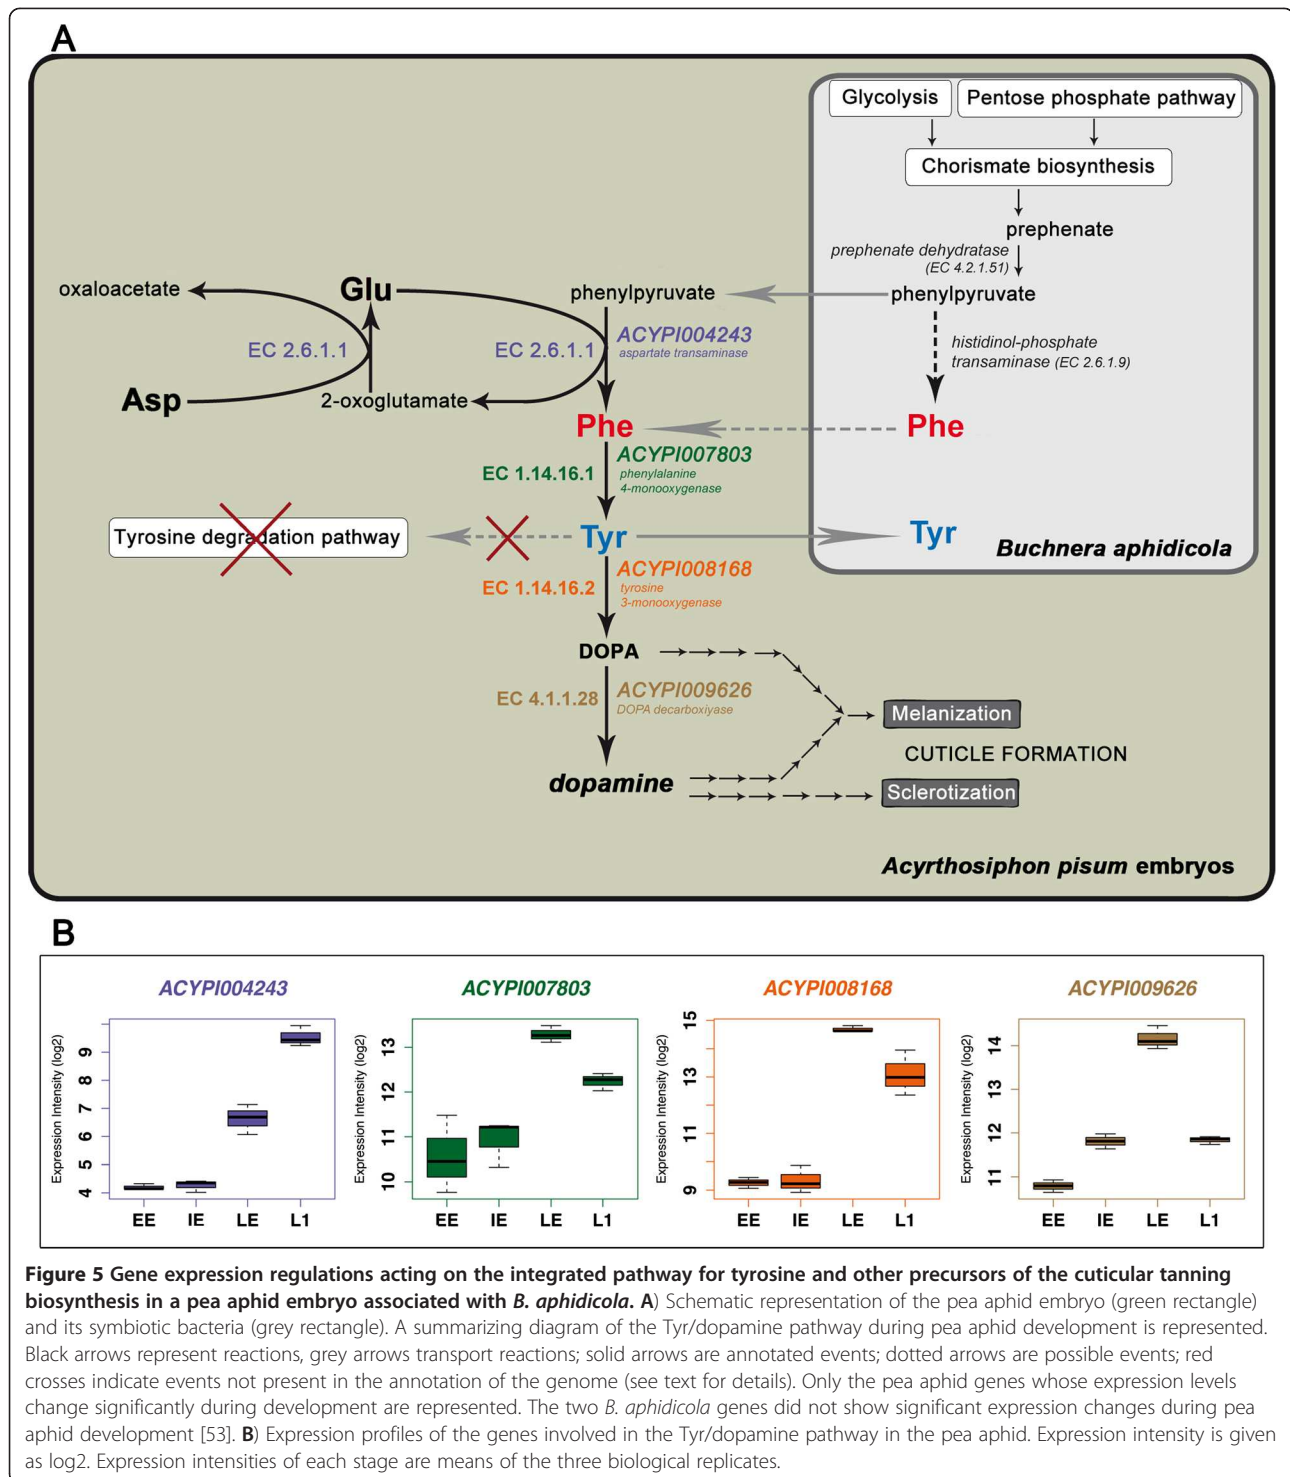 A
Glycolysis
Pentose phosphate pathway
Chorismate biosynthesis
prephenate
prephenate dehydratase
(EC 4.2.1.51)
oxaloacetate
Glu
phenylpyruvate
phenylpyruvate
EC 2.6.1.1
EC 2.6.1.1
ACYPI004243
aspartate transaminase
histidinol-phosphate
transaminase (EC 2.6.1.9)
Asp
2-oxoglutamate
Phe
Phe
EC 1.14.16.1
ACYPI007803
phenylalanine
4-monooxygenase
Tyrosine degradation pathway
Tyr
Tyr
Buchnera aphidicola
EC 1.14.16.2
ACYPI008168
tyrosine
3-monooxygenase
DOPA
EC 4.1.1.28
ACYPI009626
DOPA decarboxiyase
Melanization
CUTICLE FORMATION
dopamine
Sclerotization
Acyrthosiphon pisum embryos
B
ACYPI004243
Expression Intensity (log2)
9
8
7
6
5
4
EE IE LE L1
ACYPI007803
Expression Intensity (log2)
13
12
11
10
EE IE LE L1
ACYPI008168
Expression Intensity (log2)
15
13
11
9
EE IE LE L1
ACYPI009626
Expression Intensity (log2)
14
13
12
11
EE IE LE L1
Figure 5 Gene expression regulations acting on the integrated pathway for tyrosine and other precursors of the cuticular tanning
biosynthesis in a pea aphid embryo associated with B. aphidicola. A) Schematic representation of the pea aphid embryo (green rectangle)
and its symbiotic bacteria (grey rectangle). A summarizing diagram of the Tyr/dopamine pathway during pea aphid development is represented.
Black arrows represent reactions, grey arrows transport reactions; solid arrows are annotated events; dotted arrows are possible events; red
crosses indicate events not present in the annotation of the genome (see text for details). Only the pea aphid genes whose expression levels
change significantly during development are represented. The two B. aphidicola genes did not show significant expression changes during pea
aphid development [53]. B) Expression profiles of the genes involved in the Tyr/dopamine pathway in the pea aphid. Expression intensity is given
as log2. Expression intensities of each stage are means of the three biological replicates.